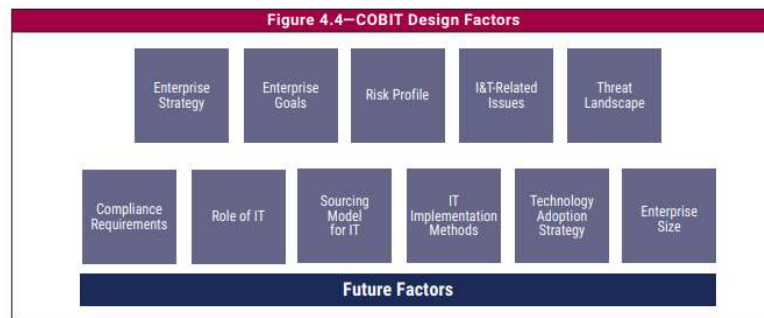 Figure 4.4—COBIT Design Factors
Enterprise
Strategy
Enterprise
Goals
Risk Profile
I&T-Related
Issues
Threat
Landscape
Compliance
Requirements
Role of IT
Sourcing
Model
for IT
IT
Implementation
Methods
Technology
Adoption
Strategy
Enterprise
Size
Future Factors